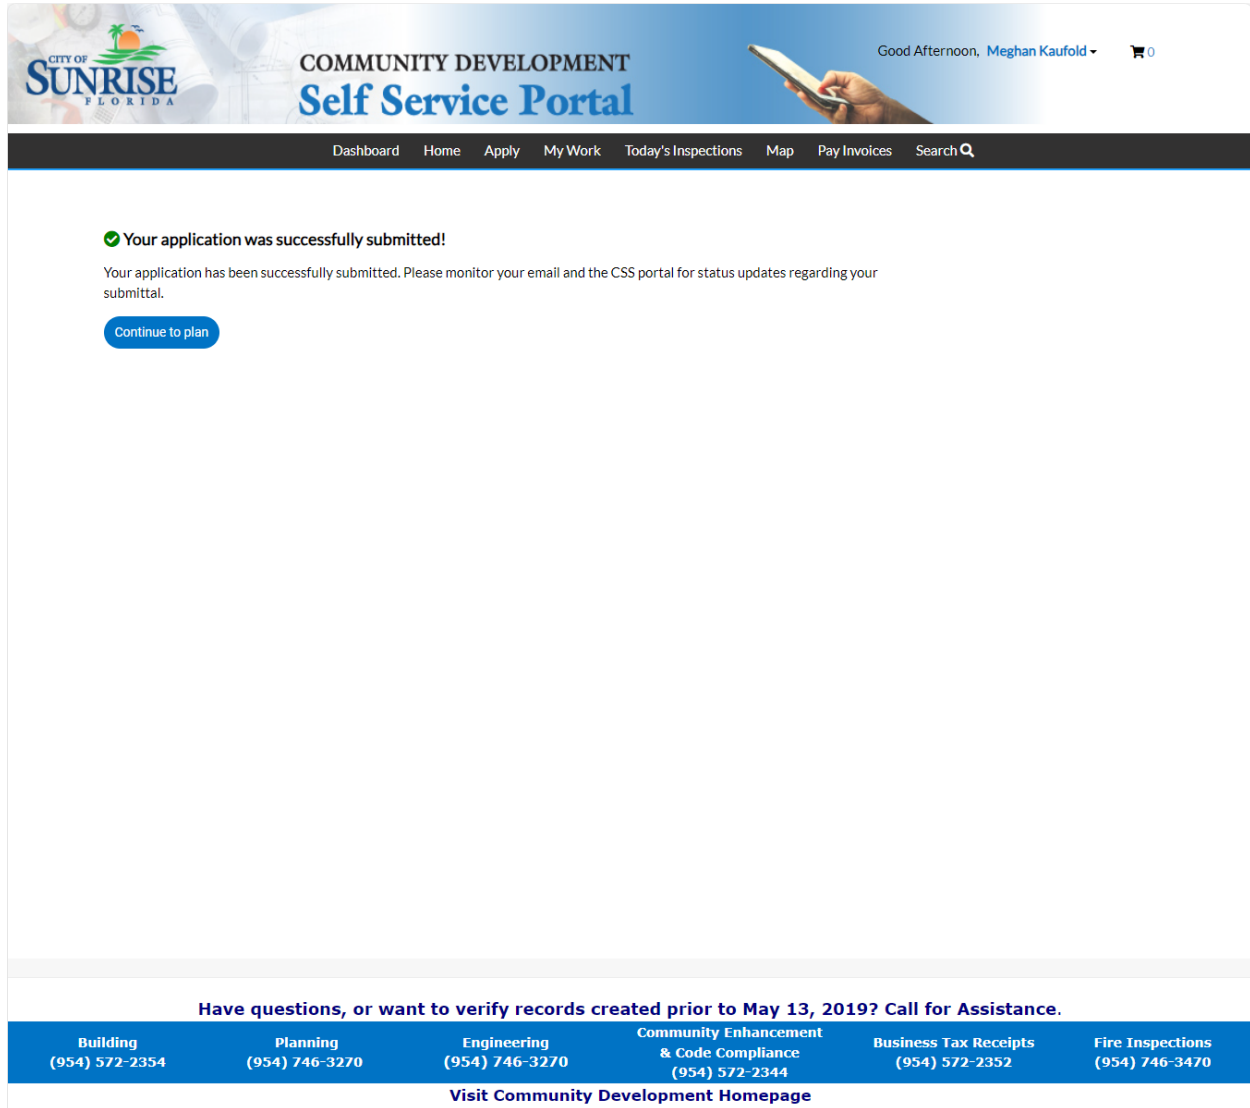 CITY OF
SUNRISE
FLORIDA
COMMUNITY DEVELOPMENT
Self Service Portal
Good Afternoon, Meghan Kaufold
0
Dashboard Home Apply My Work Today's Inspections Map Pay Invoices Search
Your application was successfully submitted!
Your application has been successfully submitted. Please monitor your email and the CSS portal for status updates regarding your
submittal.
Continue to plan
Have questions, or want to verify records created prior to May 13, 2019? Call for Assistance.
Building
(954) 572-2354
Planning
(954) 746-3270
Engineering
(954) 746-3270
Community Enhancement
& Code Compliance
(954) 572-2344
Business Tax Receipts
(954) 572-2352
Fire Inspections
(954) 746-3470
Visit Community Development Homepage